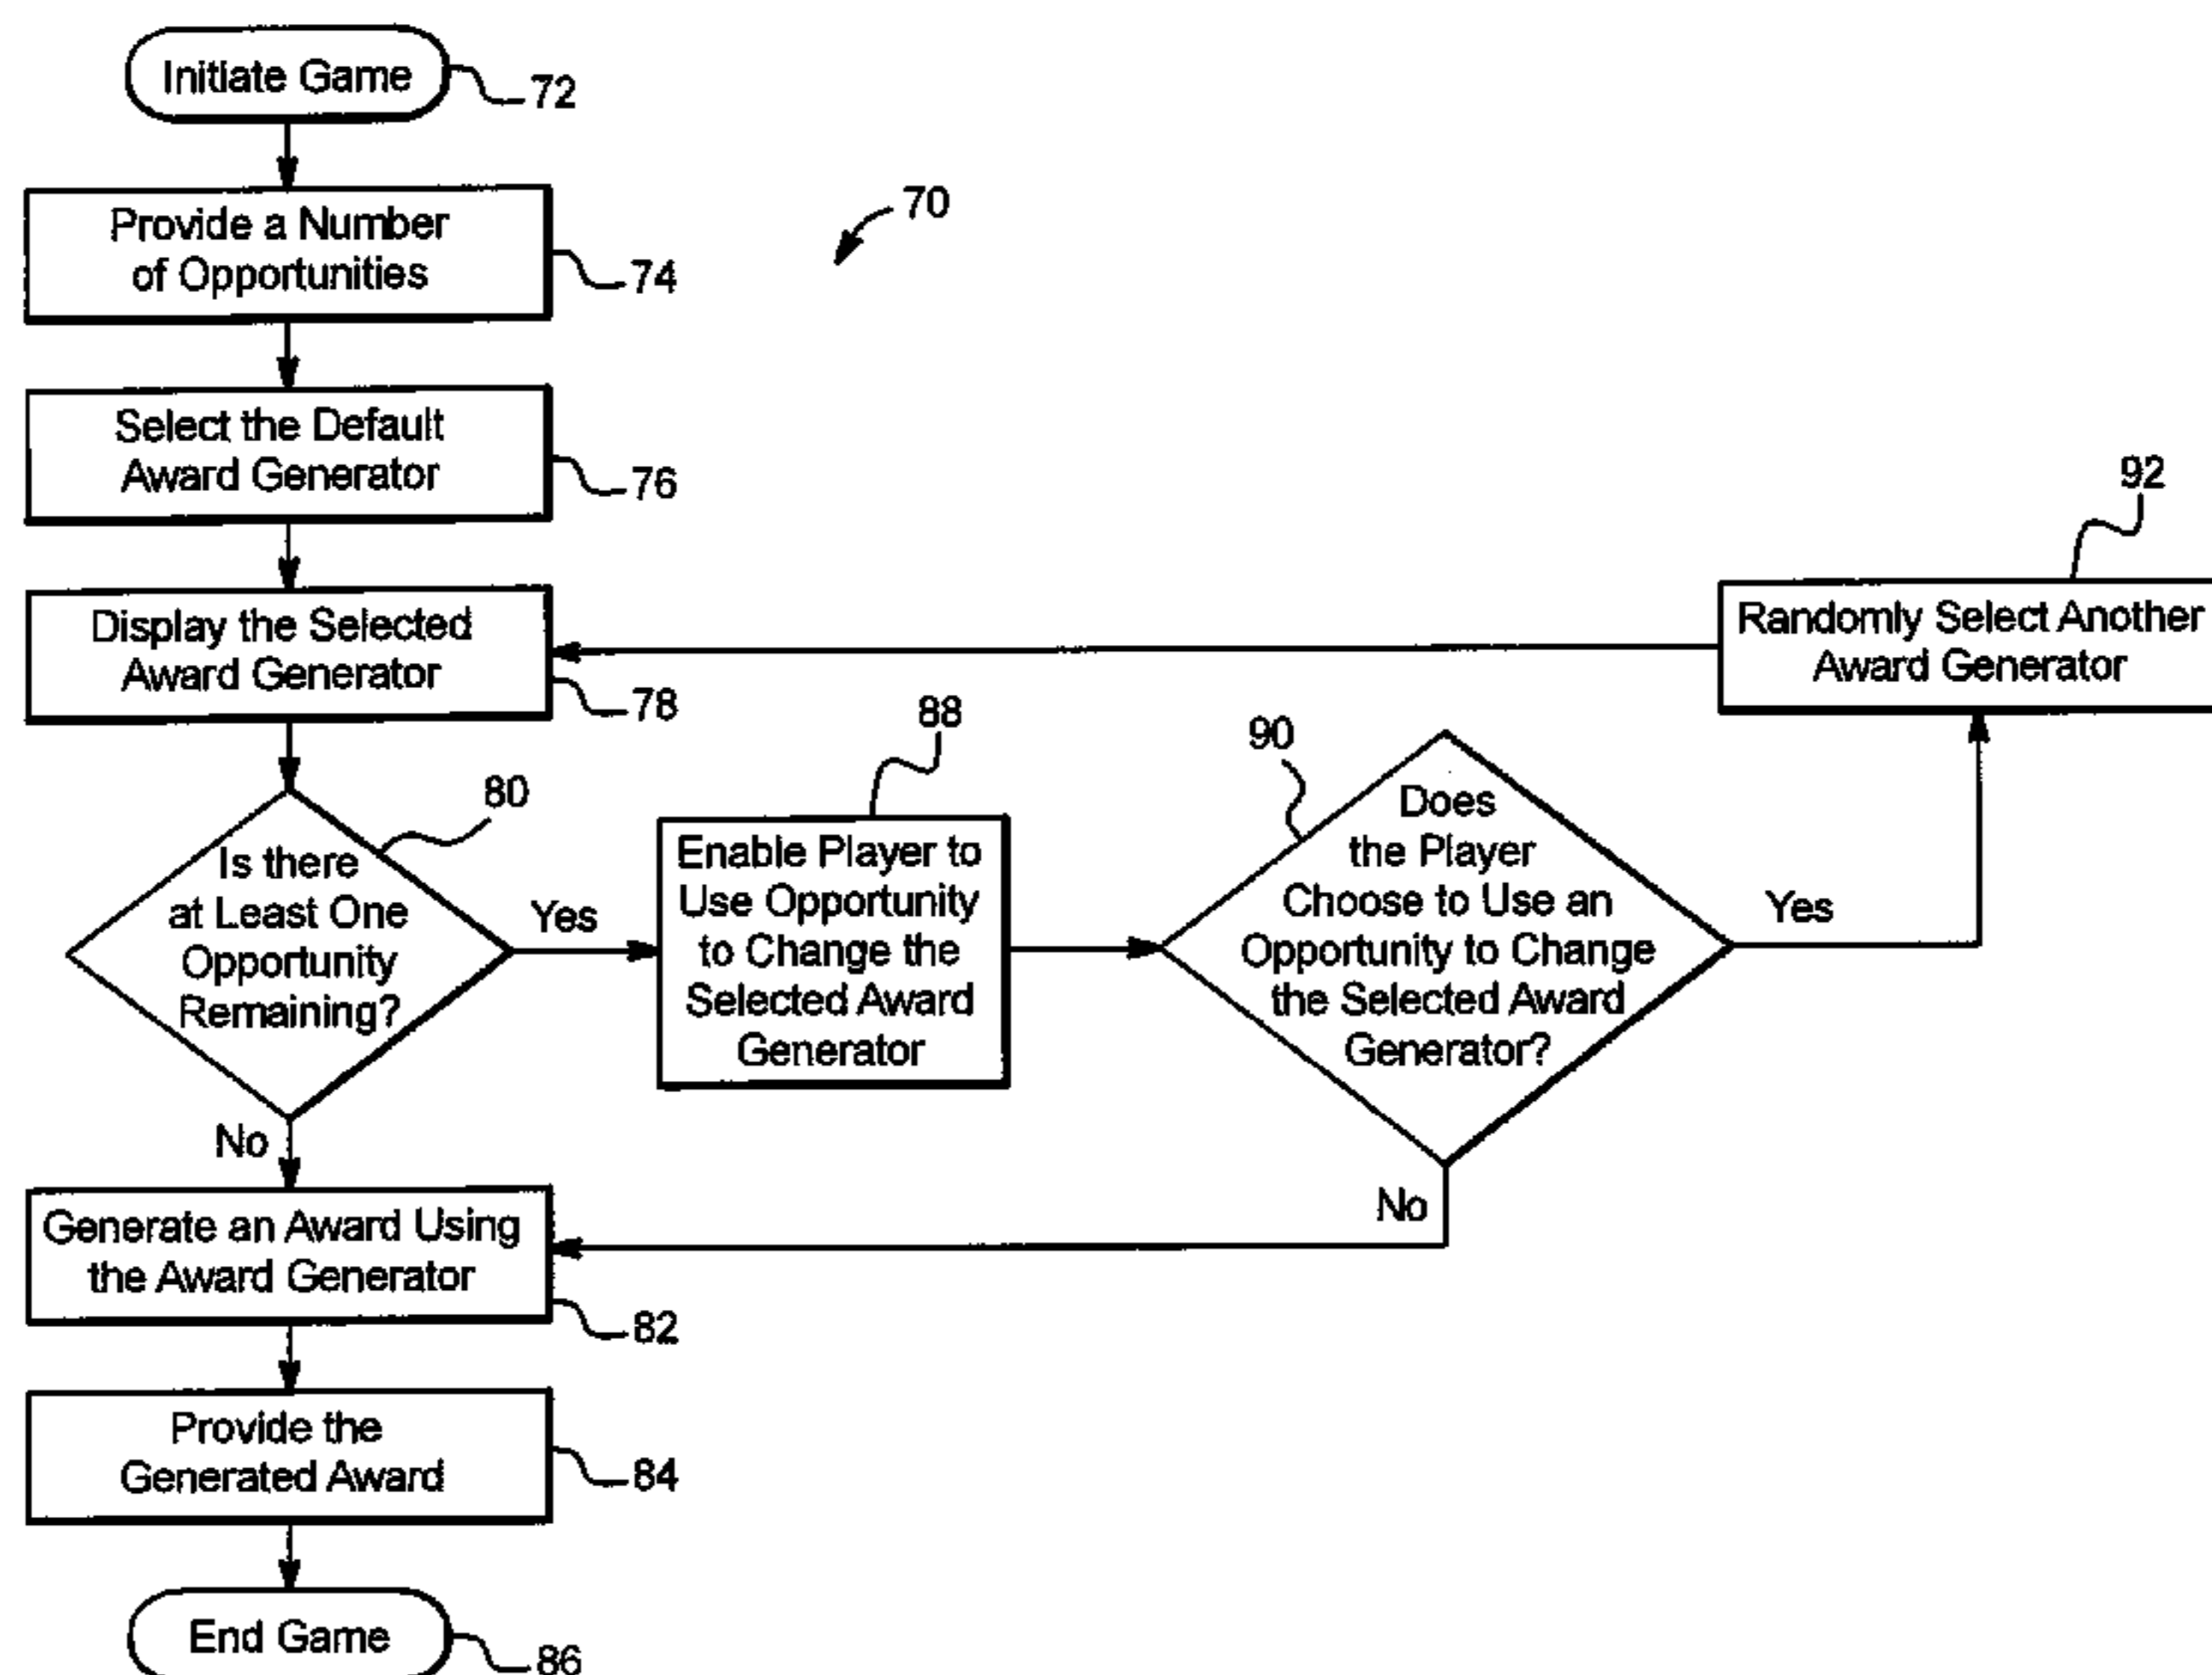 Initiate Game
72
Provide a Number
of Opportunities
74
70
Select the Default
Award Generator
76
Display the Selected
Award Generator
78
92
Randomly Select Another
Award Generator
80
Is there
at Least One
Opportunity
Remaining?
Yes
88
Enable Player to
Use Opportunity
to Change the
Selected Award
Generator
90
Does
the Player
Choose to Use an
Opportunity to Change
the Selected Award
Generator?
Yes
No
No
Generate an Award Using
the Award Generator
82
Provide the
Generated Award
84
End Game
86